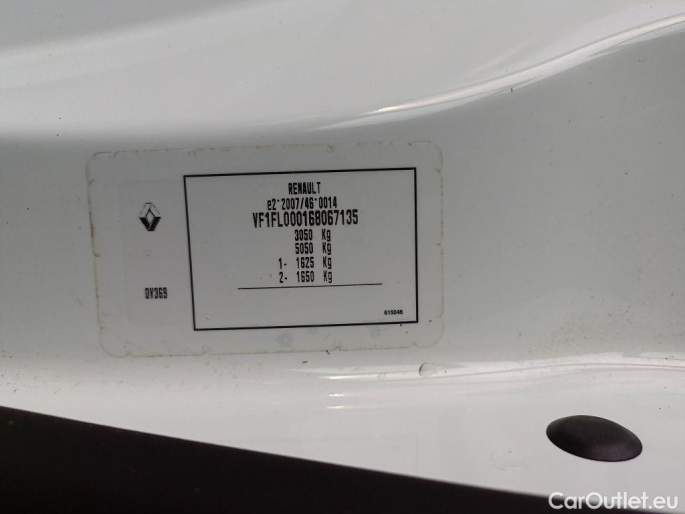 RENAULT
e2*2007/46*0014
VF1FL000168067135
3050 Kg
5050 Kg
1- 1625 Kg
2- 1650 Kg
DV369
615046
CarOutlet.eu